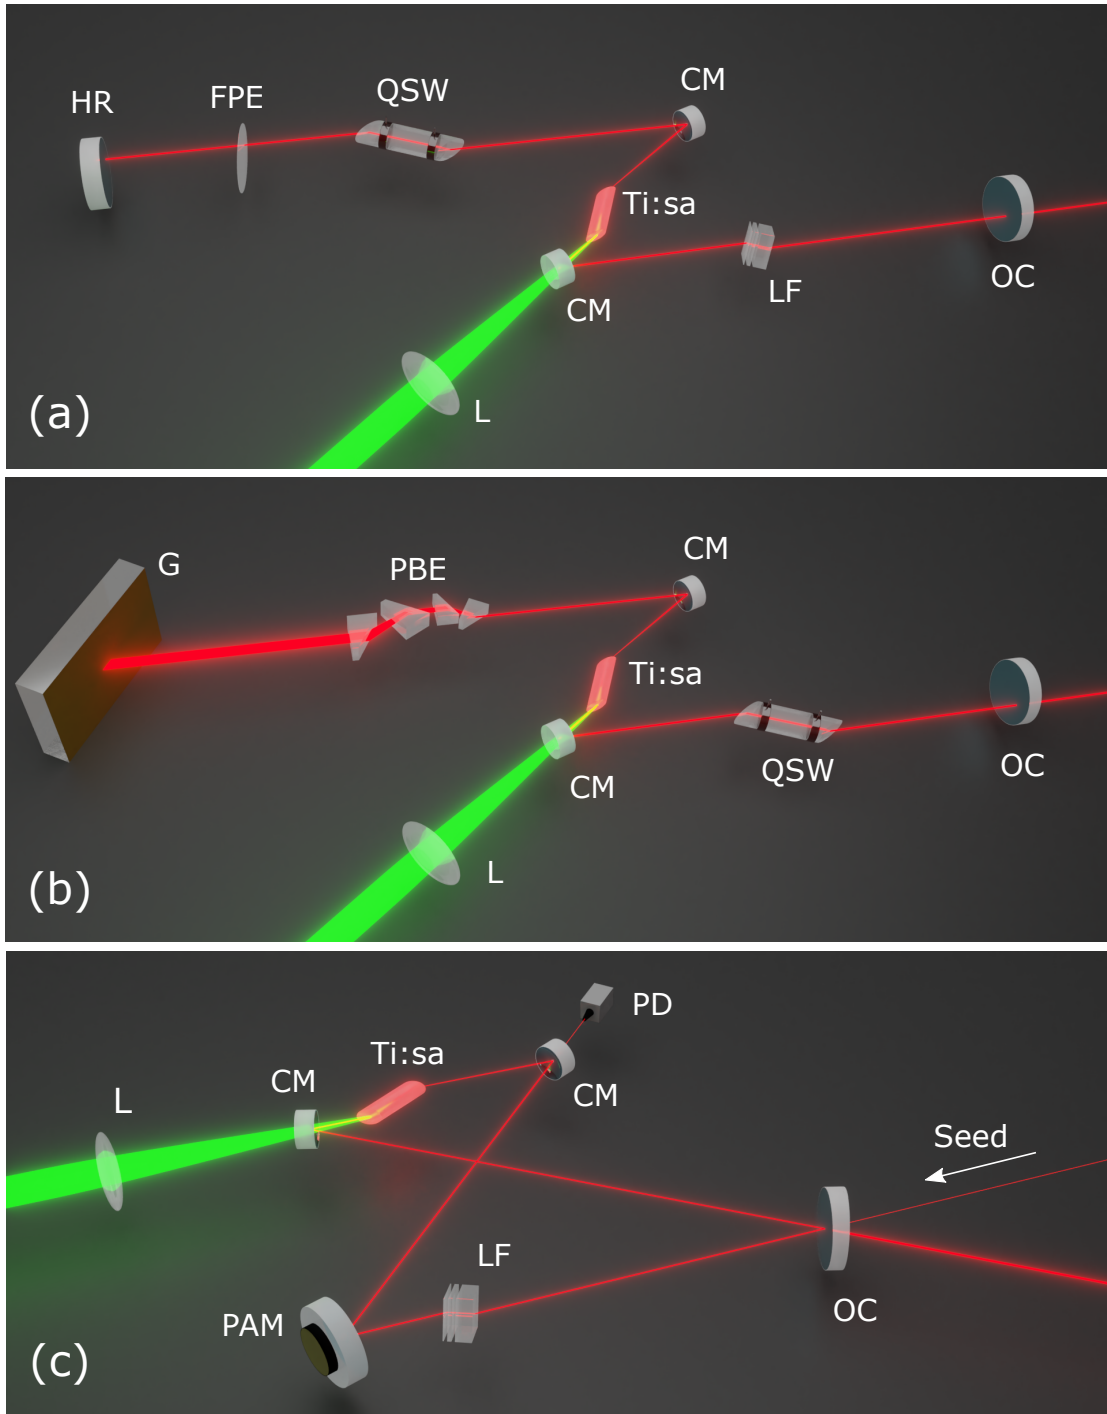 HR
FPE
QSW
CM
Ti:sa
CM
LF
OC
L
(a)
G
PBE
CM
Ti:sa
CM
QSW
OC
L
(b)
PD
Ti:sa
CM
CM
L
Seed
LF
OC
PAM
(c)